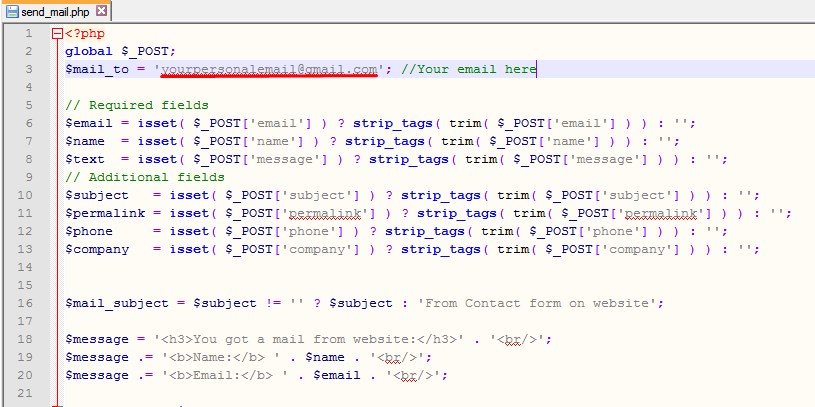 send_mail.php
1 <?php
2 global $_POST;
3 $mail_to = 'yourpersonalemail@gmail.com'; //Your email here
4
5 // Required fields
6 $email = isset( $_POST['email'] ) ? strip_tags( trim( $_POST['email'] ) ) : '';
7 $name  = isset( $_POST['name'] ) ? strip_tags( trim( $_POST['name'] ) ) : '';
8 $text  = isset( $_POST['message'] ) ? strip_tags( trim( $_POST['message'] ) ) : '';
9 // Additional fields
10 $subject   = isset( $_POST['subject'] ) ? strip_tags( trim( $_POST['subject'] ) ) : '';
11 $permalink = isset( $_POST['permalink'] ) ? strip_tags( trim( $_POST['permalink'] ) ) : '';
12 $phone     = isset( $_POST['phone'] ) ? strip_tags( trim( $_POST['phone'] ) ) : '';
13 $company   = isset( $_POST['company'] ) ? strip_tags( trim( $_POST['company'] ) ) : '';
14
15
16 $mail_subject = $subject != '' ? $subject : 'From Contact form on website';
17
18 $message = '<h3>You got a mail from website:</h3>' . '<br/>';
19 $message .= '<b>Name:</b> ' . $name . '<br/>';
20 $message .= '<b>Email:</b> ' . $email . '<br/>';
21